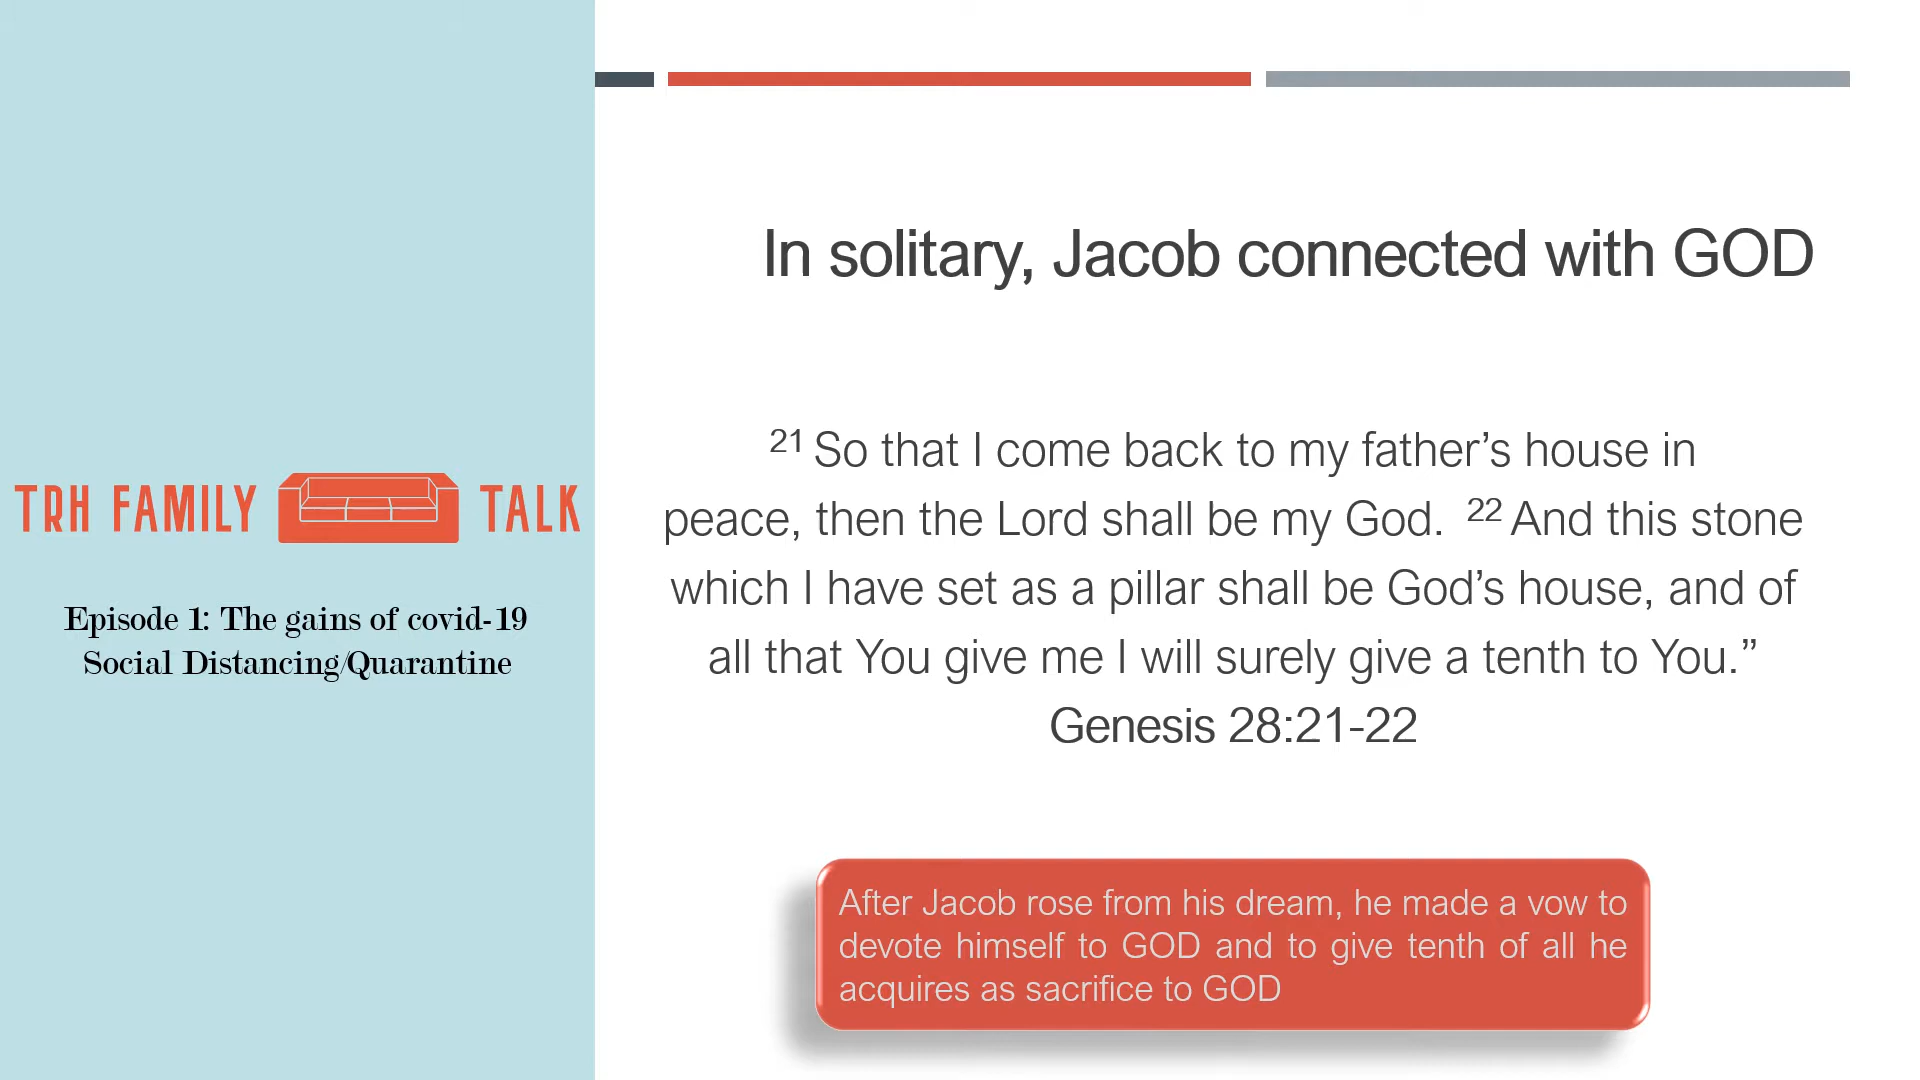 TRH FAMILY TALK
Episode 1: The gains of covid-19
Social Distancing/Quarantine
In solitary, Jacob connected with GOD
21 So that I come back to my father’s house in
peace, then the Lord shall be my God. 22 And this stone
which I have set as a pillar shall be God’s house, and of
all that You give me I will surely give a tenth to You.”
Genesis 28:21-22
After Jacob rose from his dream, he made a vow to
devote himself to GOD and to give tenth of all he
acquires as sacrifice to GOD